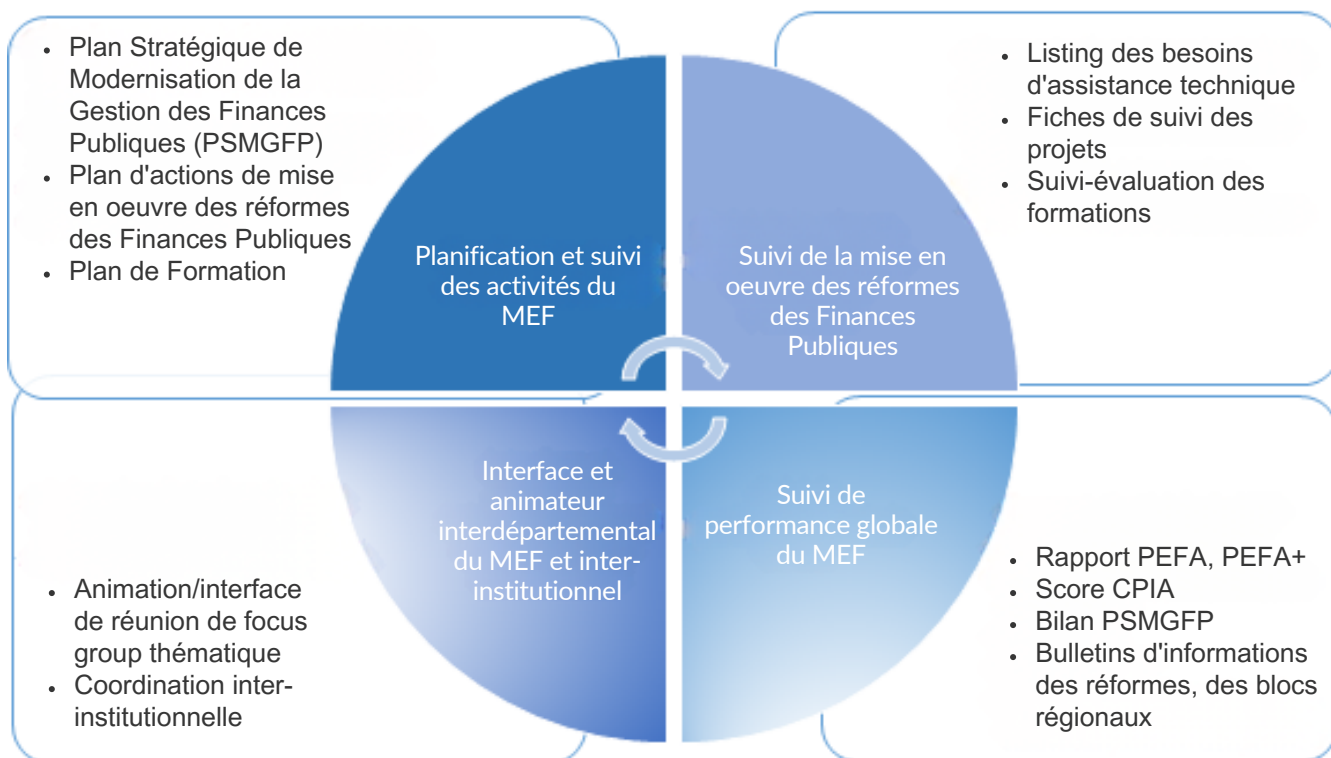 • Plan Stratégique de
Modernisation de la
Gestion des Finances
Publiques (PSMGFP)
• Plan d'actions de mise
en oeuvre des réformes
des Finances Publiques
• Plan de Formation
Planification et suivi
des activités du
MEF
• Listing des besoins
d'assistance technique
• Fiches de suivi des
projets
• Suivi-évaluation des
formations
Suivi de la mise en
oeuvre des réformes
des Finances
Publiques
Interface et
animateur
interdépartemental
du MEF et inter-
institutionnel
• Animation/interface
de réunion de focus
group thématique
• Coordination inter-
institutionnelle
Suivi de
performance globale
du MEF
• Rapport PEFA, PEFA+
• Score CPIA
• Bilan PSMGFP
• Bulletins d'informations
des réformes, des blocs
régionaux